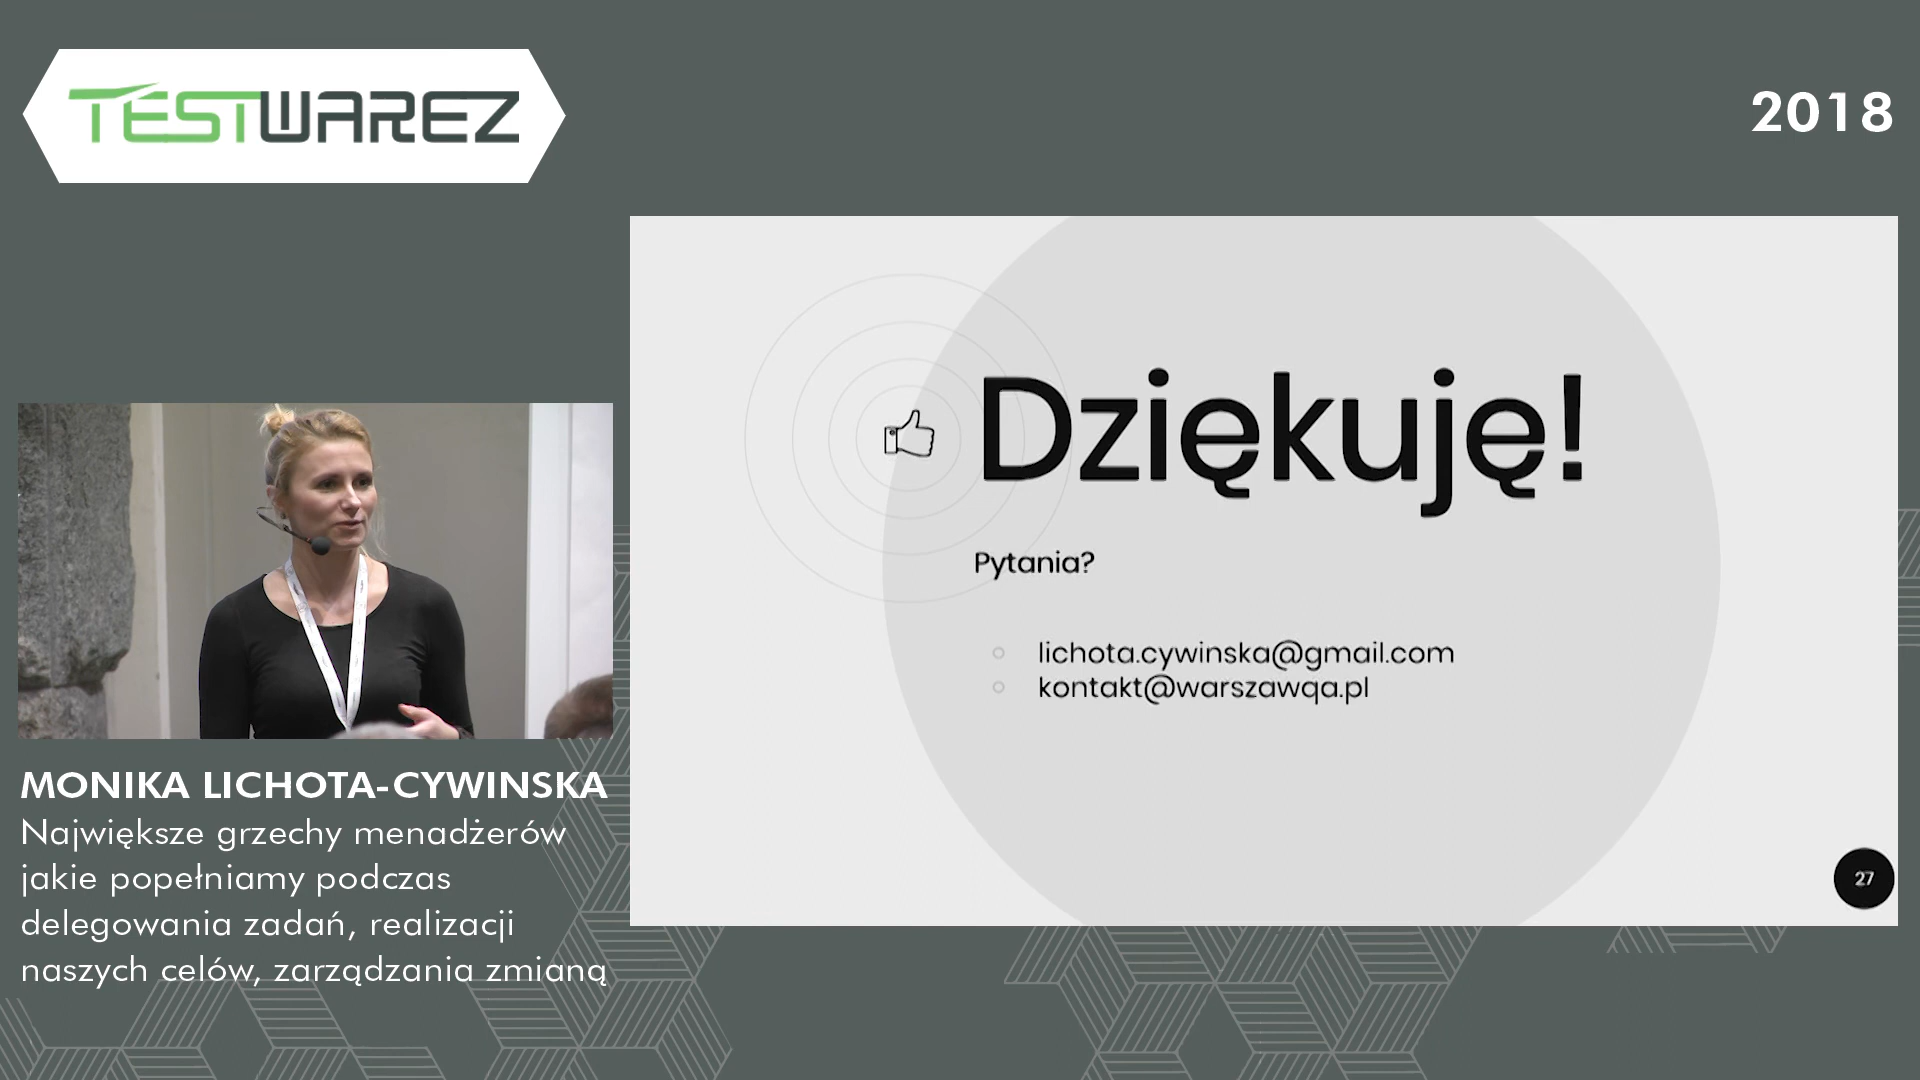 TESTWAREZ
2018
Dziękuję!
Pytania?
lichota.cywinska@gmail.com
kontakt@warszawqa.pl
27
MONIKA LICHOTA-CYWINSKA
Największe grzechy menadżerów
jakie popełniamy podczas
delegowania zadań, realizacji
naszych celów, zarządzania zmianą